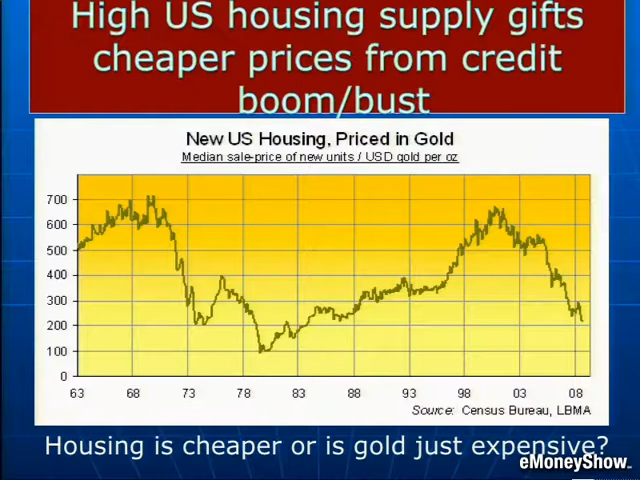 High US housing supply gifts
cheaper prices from credit
boom/bust
New US Housing, Priced in Gold
Median sale-price of new units / USD gold per oz
700
600
500
400
300
200
100
0
63 68 73 78 83 88 93 98 03 08
Source: Census Bureau, LBMA
Housing is cheaper or is gold just expensive?
eMoneyShow